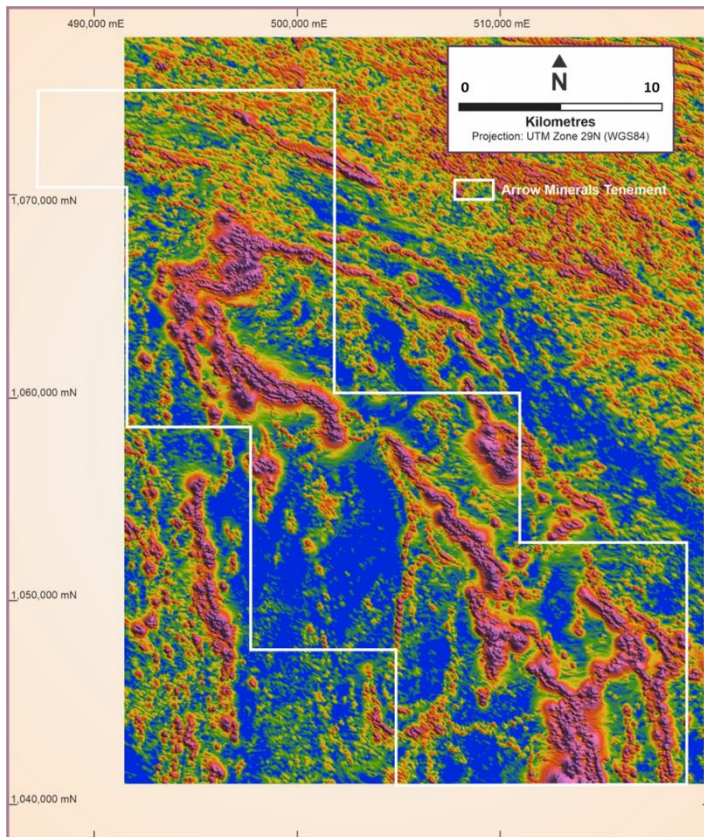 490,000 mE
500,000 mE
510,000 mE
N
0
10
Kilometres
Projection: UTM Zone 29N (WGS84)
Arrow Minerals Tenement
1,070,000 mN
1,060,000 mN
1,050,000 mN
1,040,000 mN